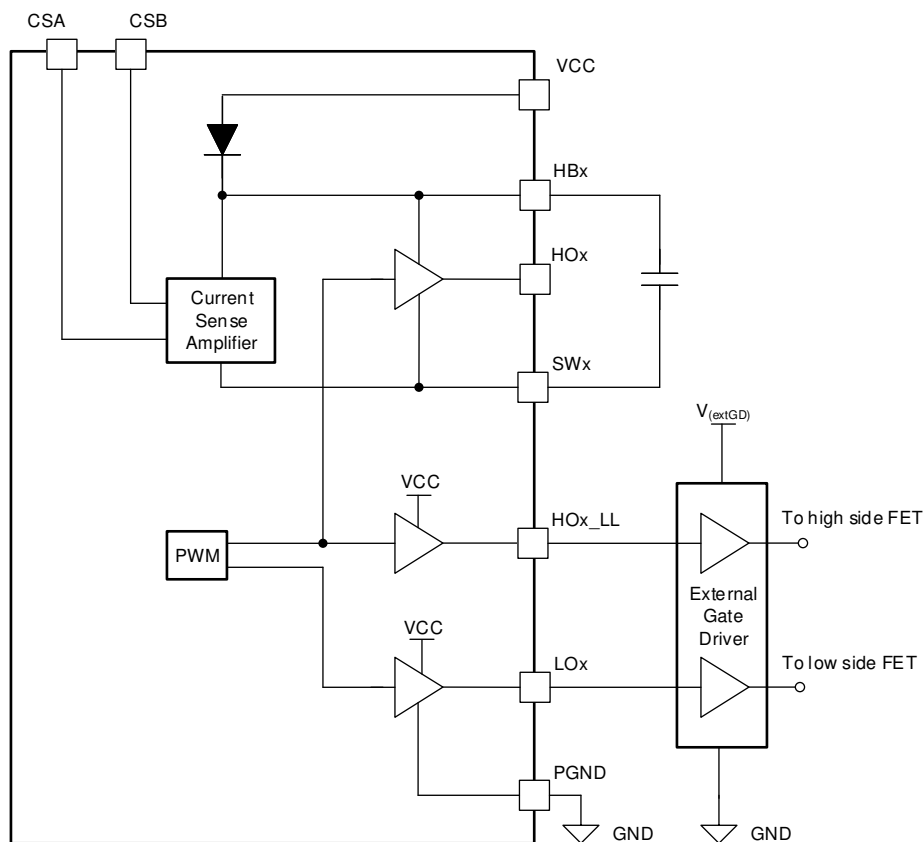 CSA
CSB
VCC
HBx
HOx
Current
Sense
Amplifier
SWx
V(extGD)
VCC
HOx_LL
To high side FET
PWM
External
Gate
Driver
VCC
LOx
To low side FET
PGND
GND
GND